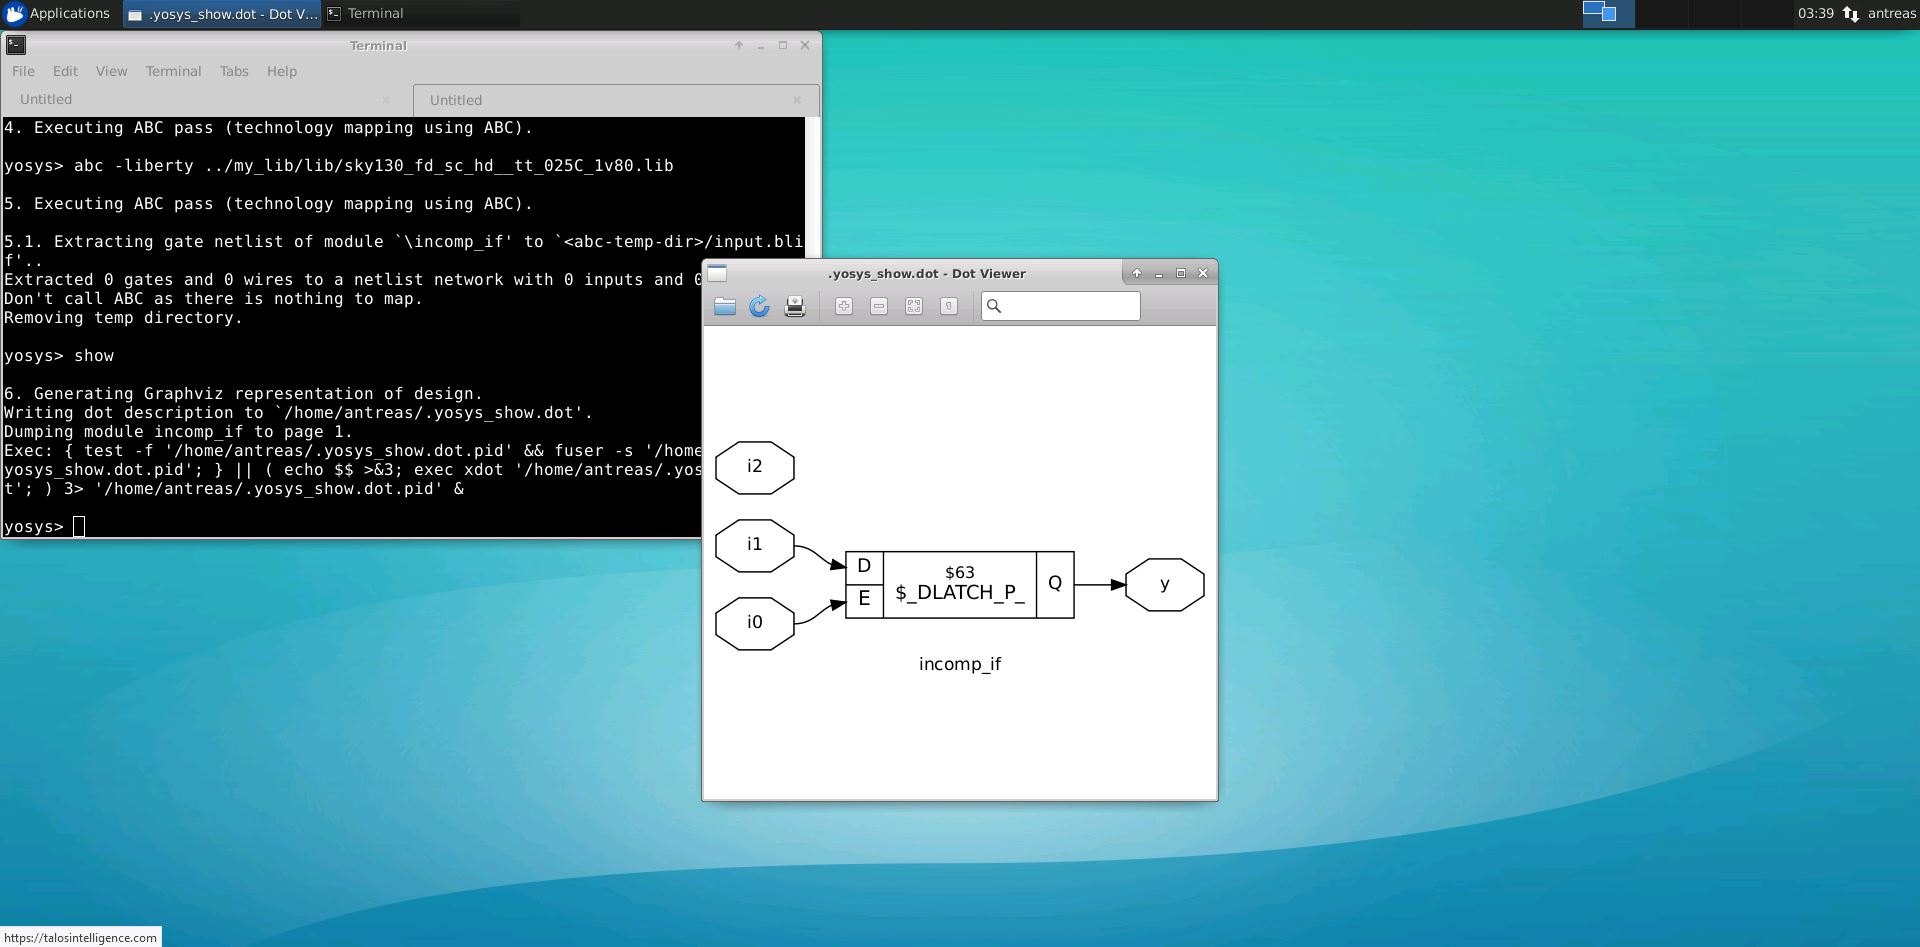 Applications
.yosys_show.dot - Dot V...
Terminal
03:39
antreas
Terminal
File Edit View Terminal Tabs Help
Untitled
Untitled
4. Executing ABC pass (technology mapping using ABC).
yosys> abc -liberty ../my_lib/lib/sky130_fd_sc_hd__tt_025C_1v80.lib
5. Executing ABC pass (technology mapping using ABC).
5.1. Extracting gate netlist of module `\incomp_if' to `<abc-temp-dir>/input.bli
f'..
Extracted 0 gates and 0 wires to a netlist network with 0 inputs and 0
Don't call ABC as there is nothing to map.
Removing temp directory.
yosys> show
6. Generating Graphviz representation of design.
Writing dot description to `/home/antreas/.yosys_show.dot'.
Dumping module incomp_if to page 1.
Exec: { test -f '/home/antreas/.yosys_show.dot.pid' && fuser -s '/home
yosys_show.dot.pid'; } || ( echo $$ >&3; exec xdot '/home/antreas/.yos
t'; ) 3> '/home/antreas/.yosys_show.dot.pid' &
yosys>
.yosys_show.dot - Dot Viewer
i2
i1
i0
D
E
$63
$_DLATCH_P_
Q
y
incomp_if
https://talosintelligence.com